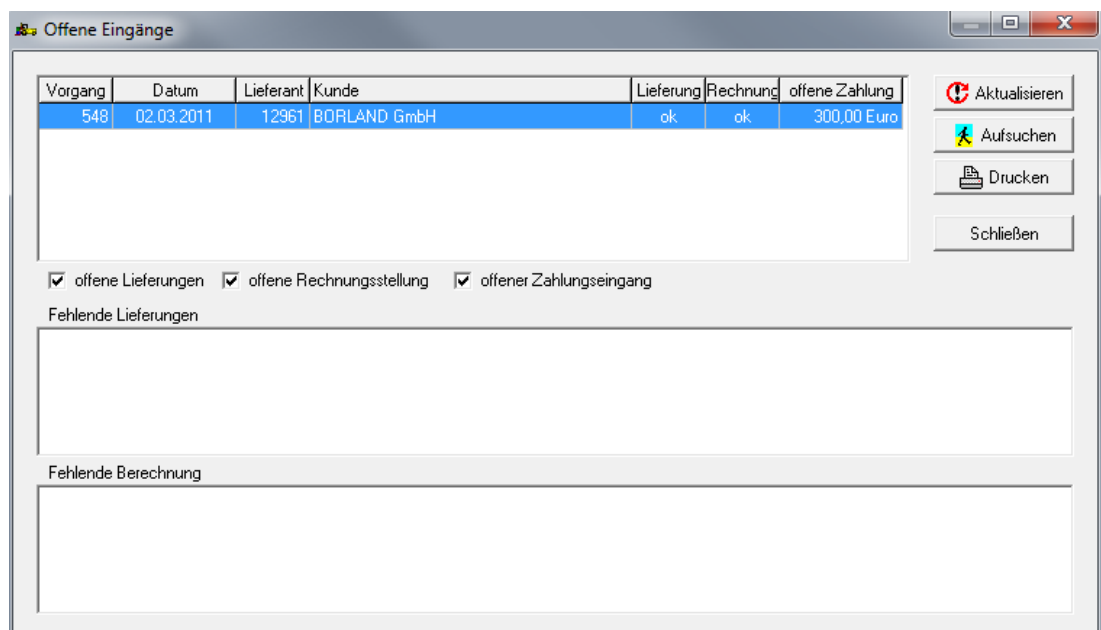 Offene Eingänge
Vorgang Datum Lieferant Kunde Lieferung Rechnung offene Zahlung
548 02.03.2011 12961 BORLAND GmbH ok ok 300,00 Euro
Aktualisieren
Aufsuchen
Drucken
Schließen
offene Lieferungen offene Rechnungsstellung offener Zahlungseingang
Fehlende Lieferungen
Fehlende Berechnung